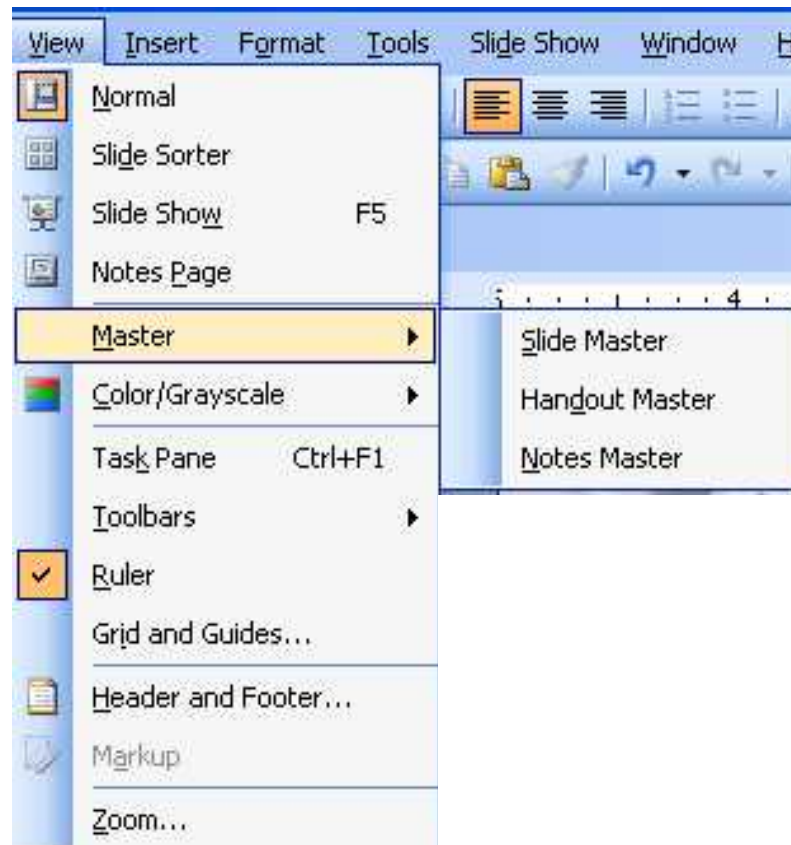 View Insert Format Tools Slide Show Window H
Normal
Slide Sorter
Slide Show F5
Notes Page
Master
Slide Master
Color/Grayscale
Handout Master
Task Pane Ctrl+F1
Notes Master
Toolbars
Ruler
Grid and Guides...
Header and Footer...
Markup
Zoom...
4